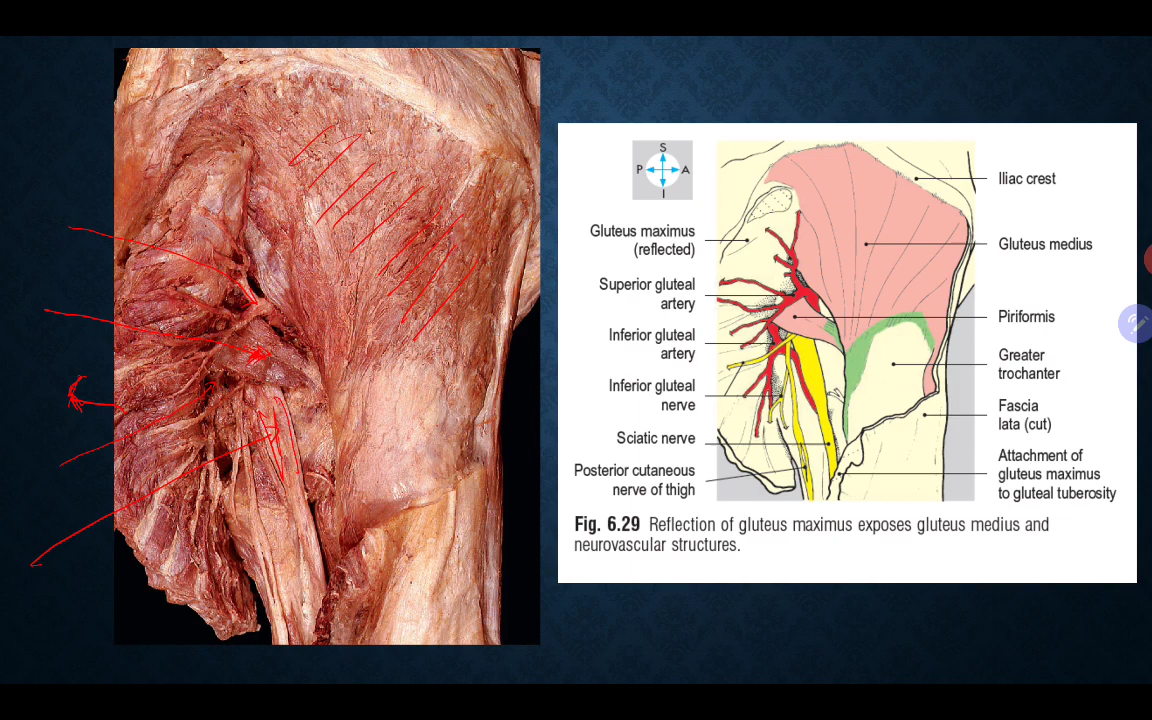 S
P A
I
Gluteus maximus
(reflected)
Superior gluteal
artery
Inferior gluteal
artery
Inferior gluteal
nerve
Sciatic nerve
Posterior cutaneous
nerve of thigh
Iliac crest
Gluteus medius
Piriformis
Greater
trochanter
Fascia
lata (cut)
Attachment of
gluteus maximus
to gluteal tuberosity
Fig. 6.29 Reflection of gluteus maximus exposes gluteus medius and
neurovascular structures.